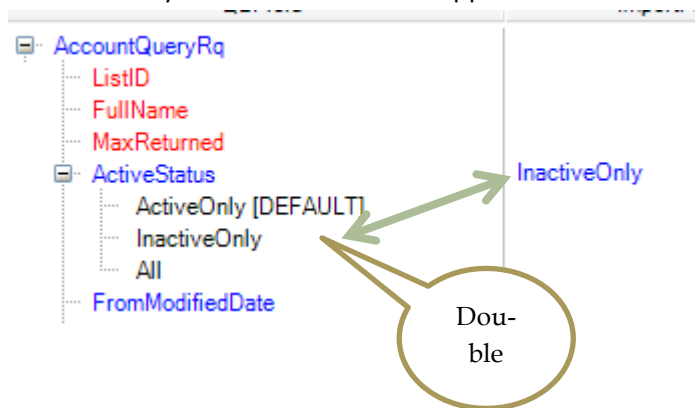 AccountQueryRq
ListID
FullName
MaxReturned
ActiveStatus InactiveOnly
ActiveOnly [DEFAULT]
InactiveOnly
All
FromModifiedDate
Dou-
ble